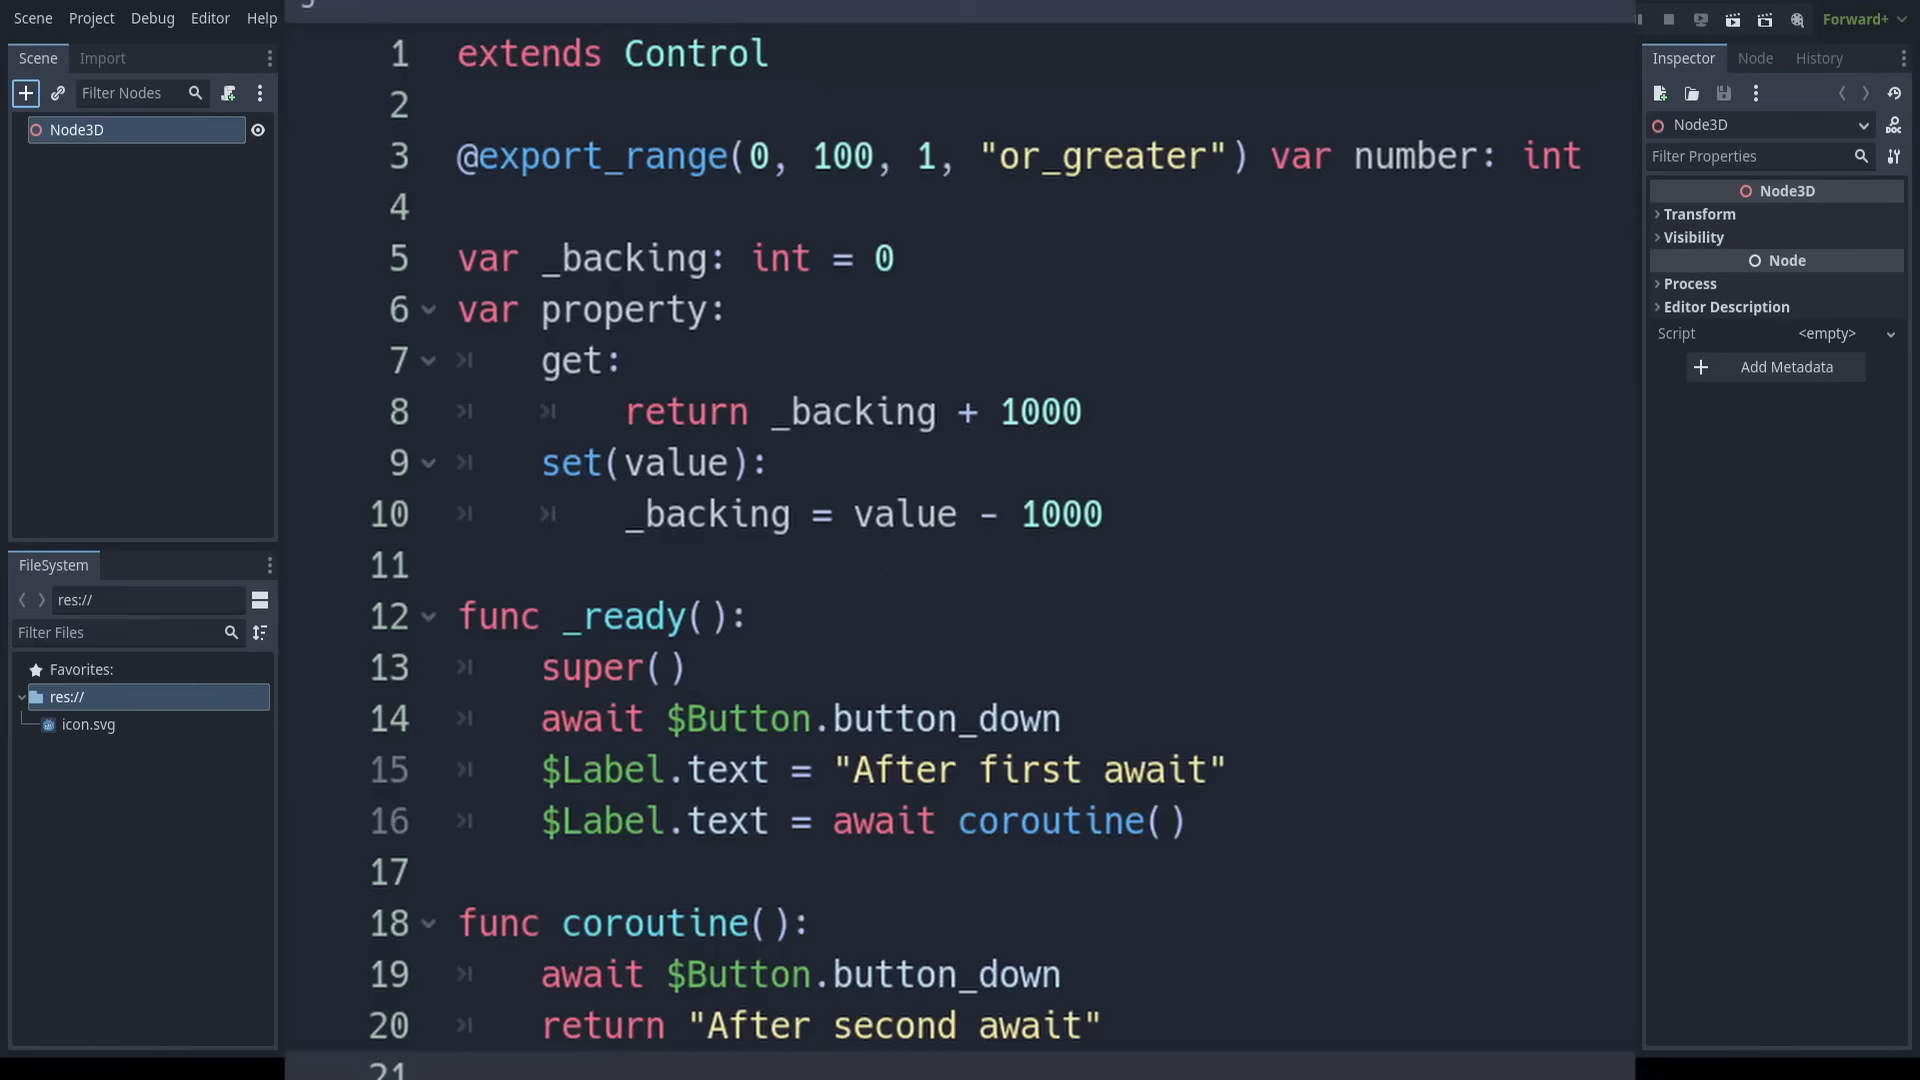 Scene Project Debug Editor Help
Forward+
Scene Import
Filter Nodes
Node3D
FileSystem
res://
Filter Files
Favorites:
res://
icon.svg
1 extends Control
2
3 @export_range(0, 100, 1, "or_greater") var number: int
4
5 var _backing: int = 0
6 var property:
7 get:
8 return _backing + 1000
9 set(value):
10 _backing = value - 1000
11
12 func _ready():
13 super()
14 await $Button.button_down
15 $Label.text = "After first await"
16 $Label.text = await coroutine()
17
18 func coroutine():
19 await $Button.button_down
20 return "After second await"
21
Inspector Node History
Node3D
DOC
Filter Properties
Node3D
Transform
Visibility
Node
Process
Editor Description
Script <empty>
+ Add Metadata